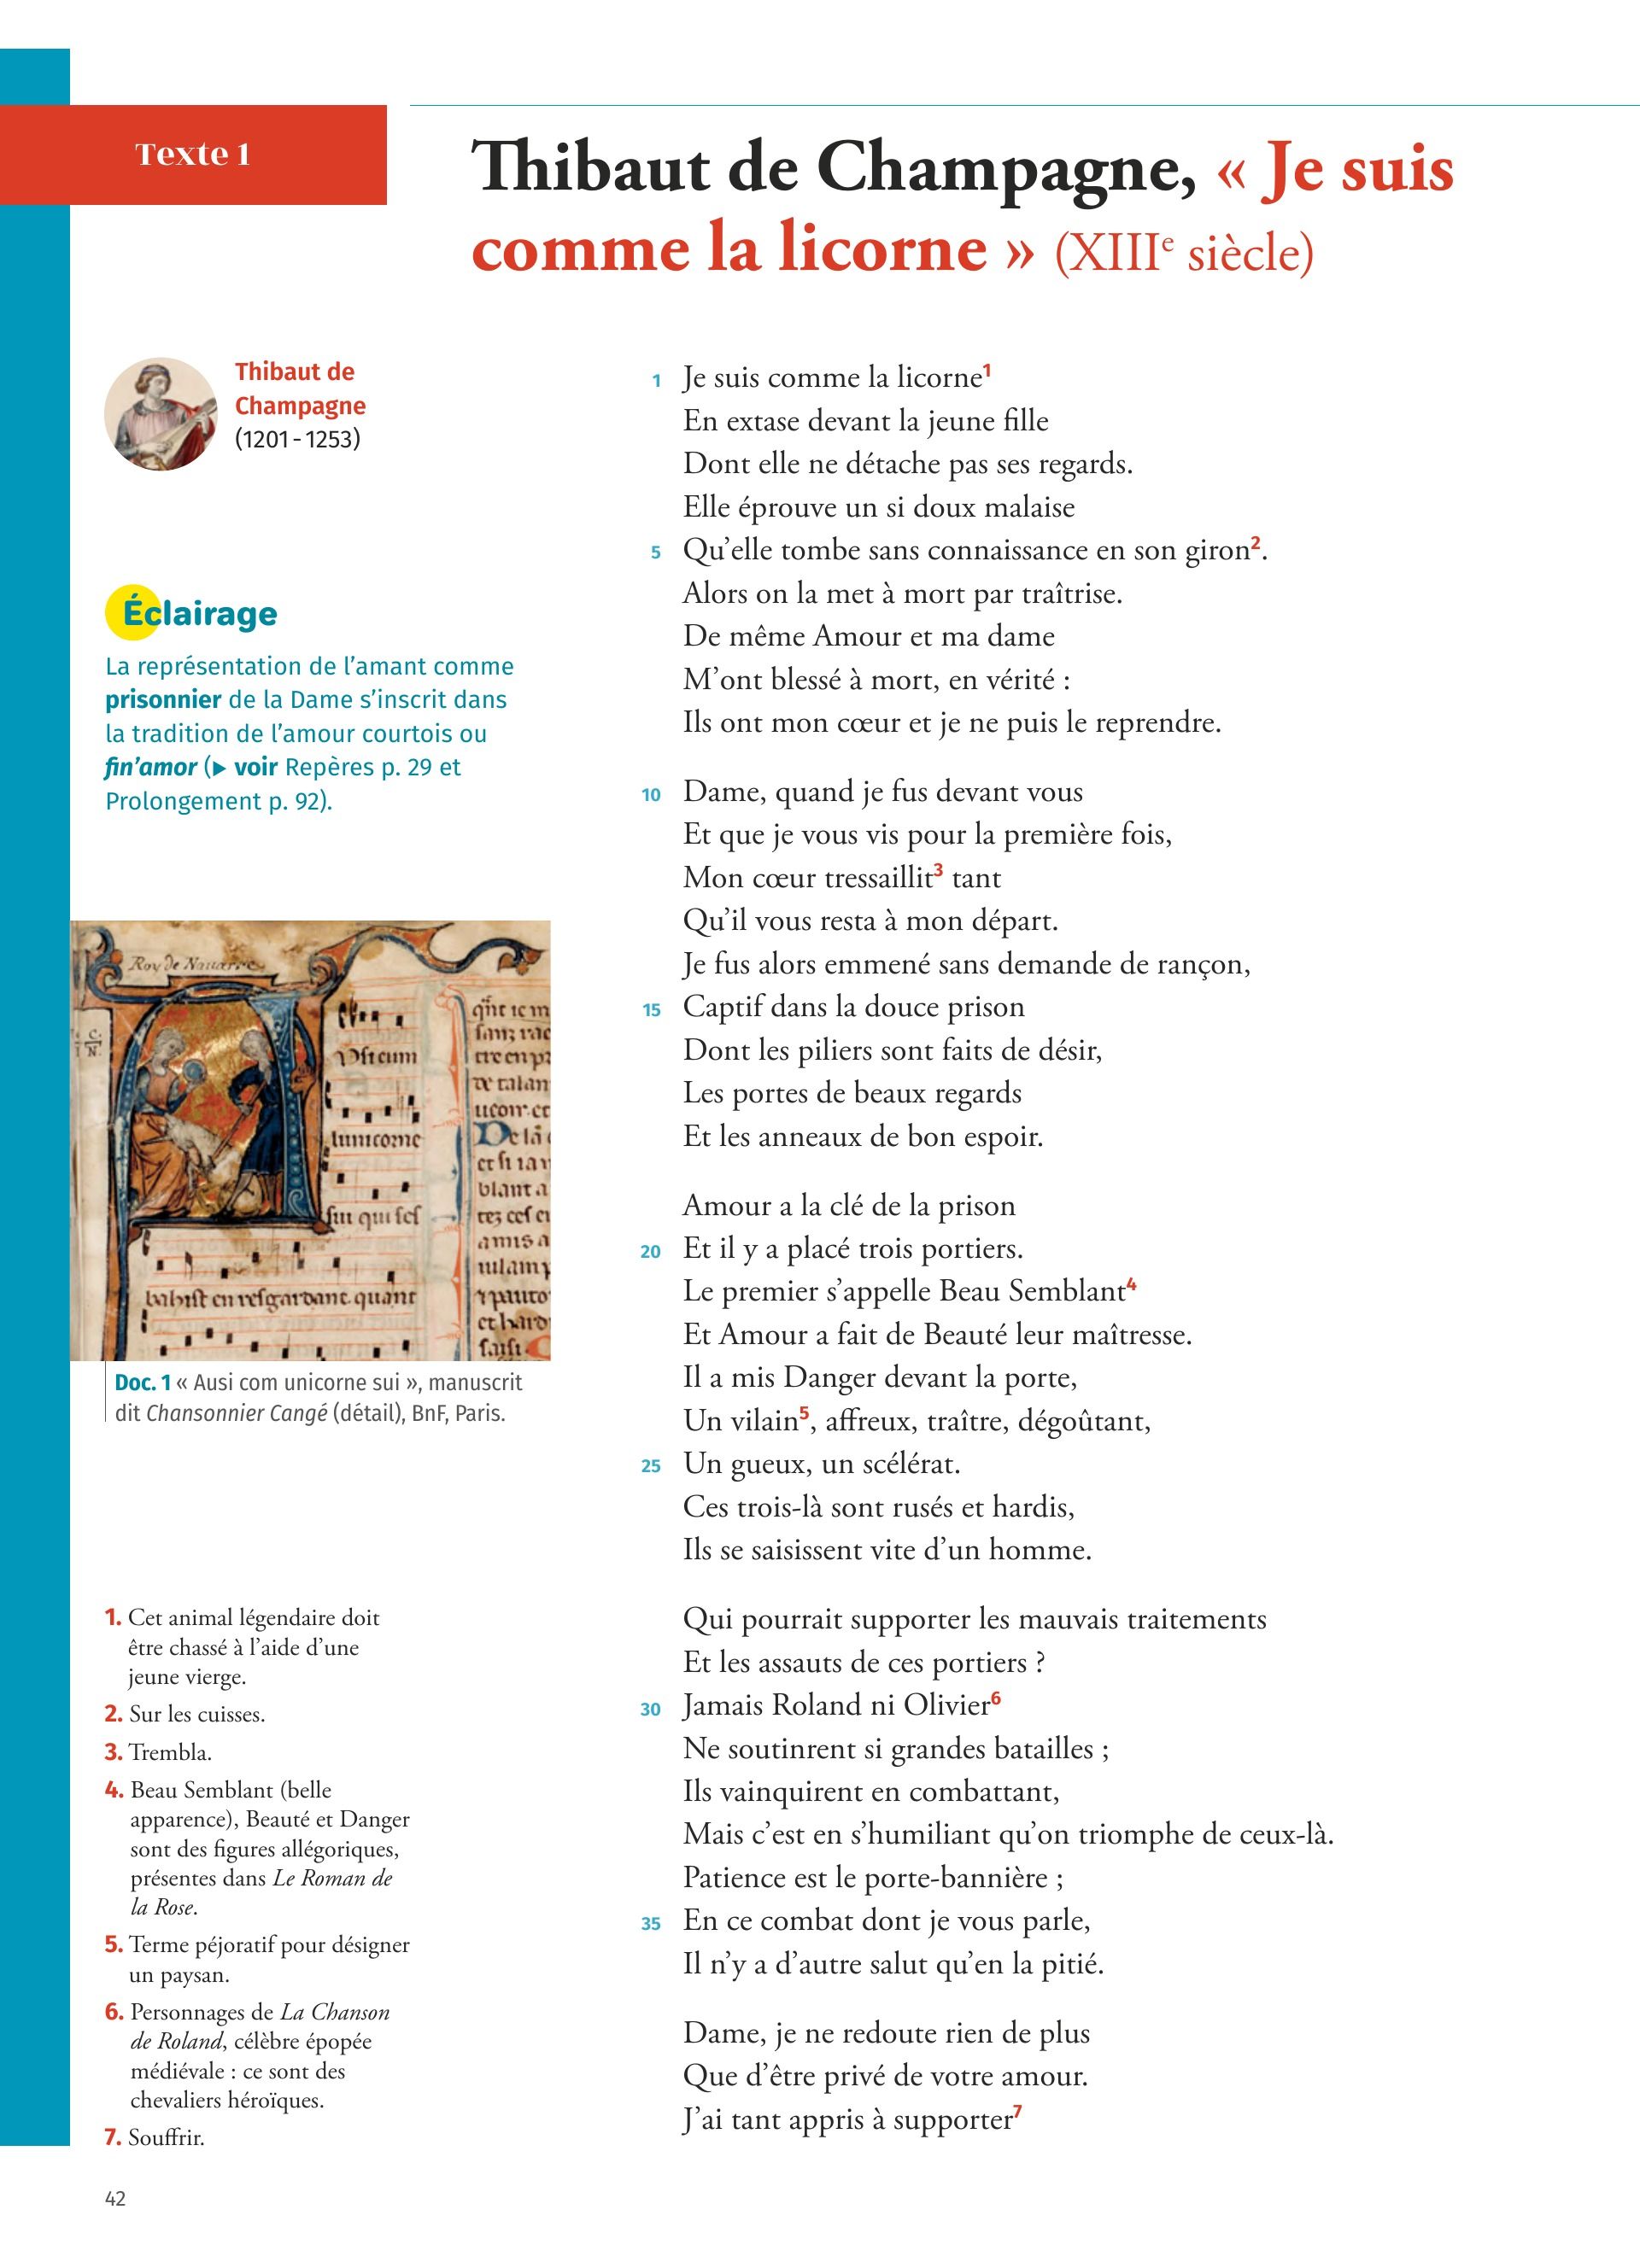 Texte 1
Thibaut de Champagne, « Je suis
comme la licorne » (XIIIe siècle)
Thibaut de
Champagne
(1201 - 1253)
Éclairage
La représentation de l'amant comme
prisonnier de la Dame s'inscrit dans
la tradition de l'amour courtois ou
fin'amor (▶ voir Repères p. 29 et
Prolongement p. 92).
Roy de Navarre
lunicorne
sui qui ses
bahist en resgardant quant
Doc. 1 « Ausi com unicorne sui », manuscrit
dit Chansonnier Cangé (détail), BnF, Paris.
1. Cet animal légendaire doit
être chassé à l'aide d'une
jeune vierge.
2. Sur les cuisses.
3. Trembla.
4. Beau Semblant (belle
apparence), Beauté et Danger
sont des figures allégoriques,
présentes dans Le Roman de
la Rose.
5. Terme péjoratif pour désigner
un paysan.
6. Personnages de La Chanson
de Roland, célèbre épopée
médiévale : ce sont des
chevaliers héroïques.
7. Souffrir.
1 Je suis comme la licorne1
En extase devant la jeune fille
Dont elle ne détache pas ses regards.
Elle éprouve un si doux malaise
5 Qu'elle tombe sans connaissance en son giron2.
Alors on la met à mort par traîtrise.
De même Amour et ma dame
M'ont blessé à mort, en vérité :
Ils ont mon cœur et je ne puis le reprendre.
10 Dame, quand je fus devant vous
Et que je vous vis pour la première fois,
Mon cœur tressaillit3 tant
Qu'il vous resta à mon départ.
Je fus alors emmené sans demande de rançon,
15 Captif dans la douce prison
Dont les piliers sont faits de désir,
Les portes de beaux regards
Et les anneaux de bon espoir.
Amour a la clé de la prison
20 Et il y a placé trois portiers.
Le premier s'appelle Beau Semblant4
Et Amour a fait de Beauté leur maîtresse.
Il a mis Danger devant la porte,
Un vilain5, affreux, traître, dégoûtant,
25 Un gueux, un scélérat.
Ces trois-là sont rusés et hardis,
Ils se saisissent vite d'un homme.
Qui pourrait supporter les mauvais traitements
Et les assauts de ces portiers ?
30 Jamais Roland ni Olivier6
Ne soutinrent si grandes batailles ;
Ils vainquirent en combattant,
Mais c'est en s'humiliant qu'on triomphe de ceux-là.
Patience est le porte-bannière ;
35 En ce combat dont je vous parle,
Il n'y a d'autre salut qu'en la pitié.
Dame, je ne redoute rien de plus
Que d'être privé de votre amour.
J'ai tant appris à supporter7
42